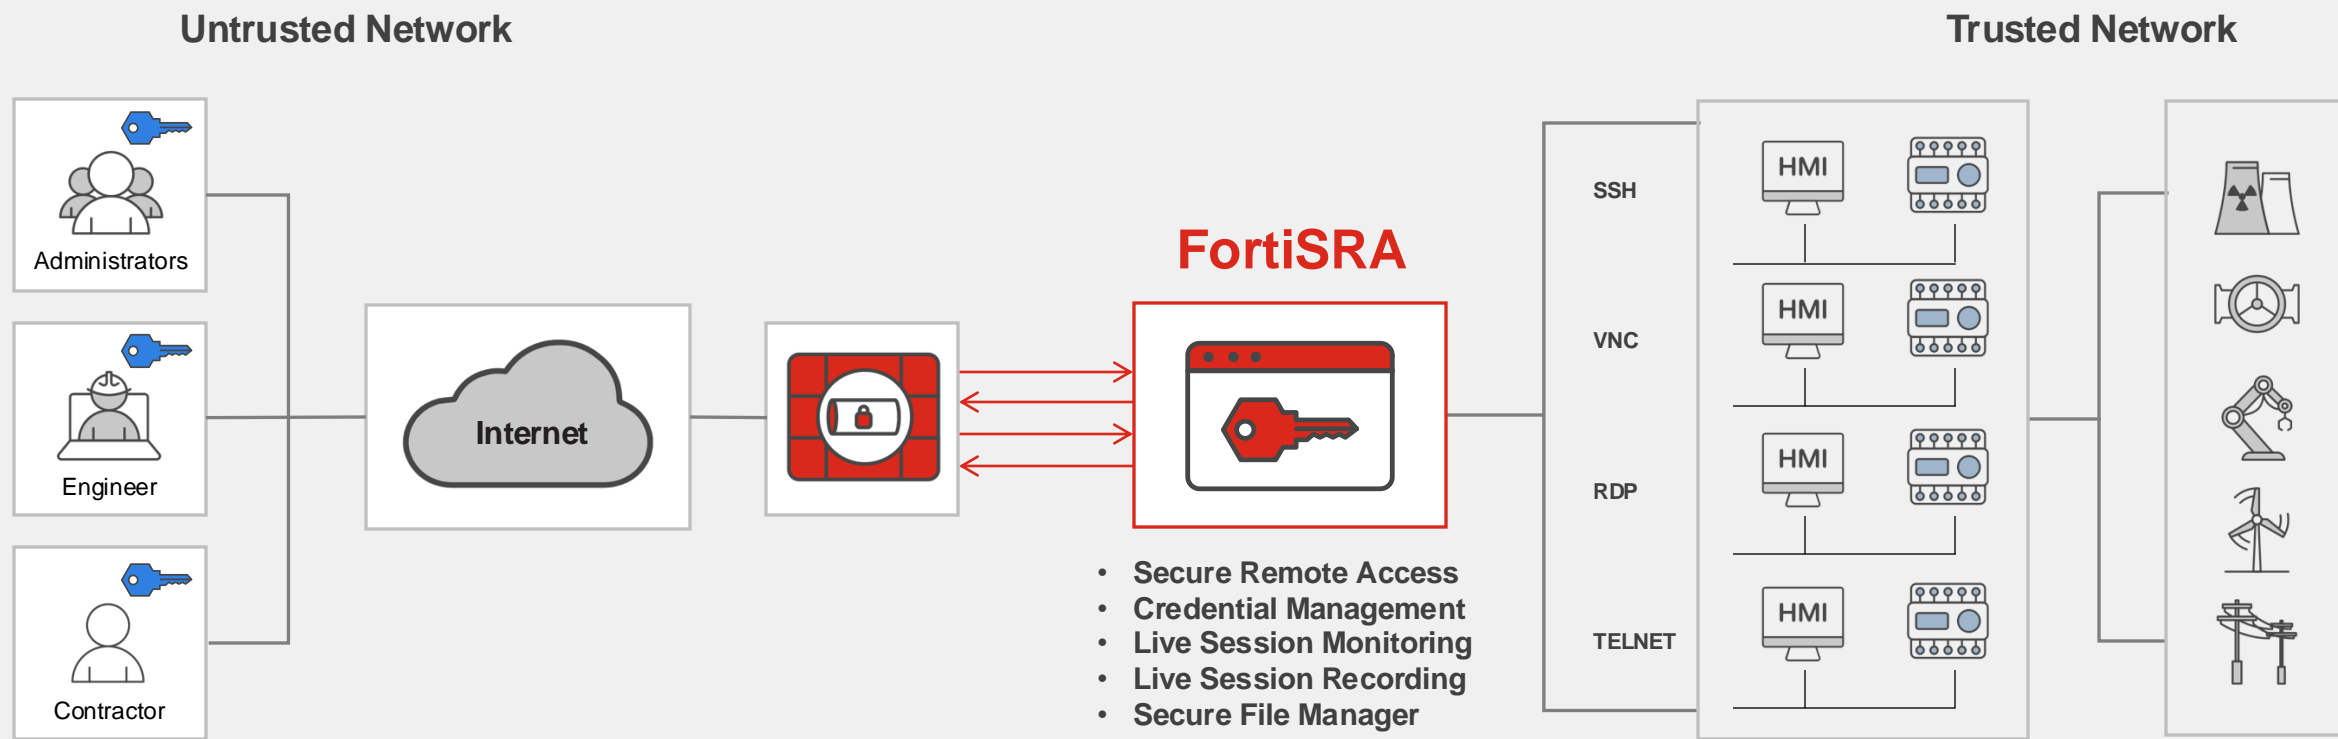 Untrusted Network
Trusted Network
Administrators
Engineer
Contractor
Internet
FortiSRA
• Secure Remote Access
• Credential Management
• Live Session Monitoring
• Live Session Recording
• Secure File Manager
SSH
VNC
RDP
TELNET
HMI
HMI
HMI
HMI